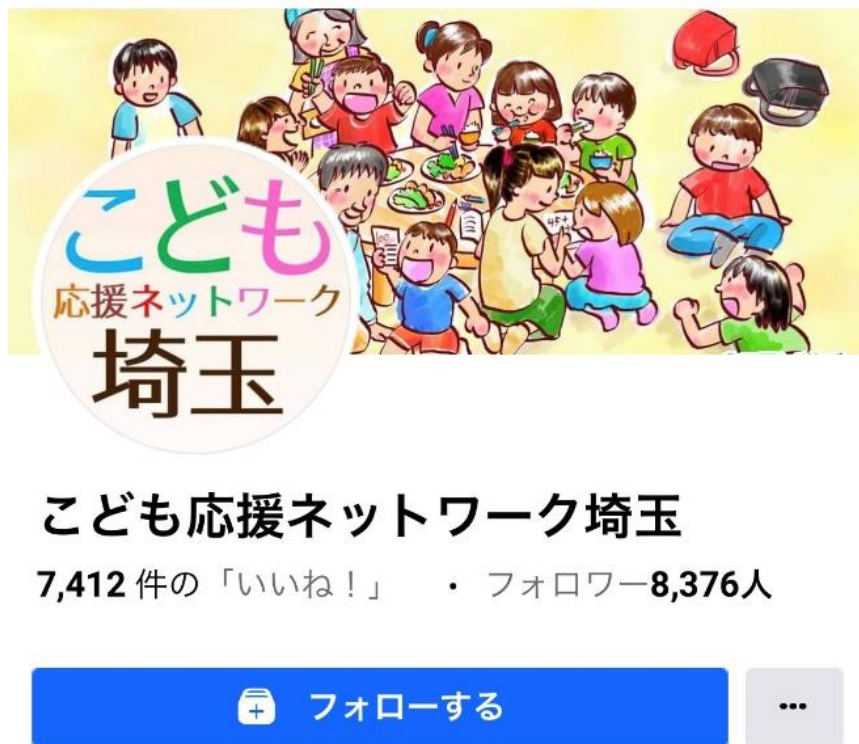 45+
こども
応援ネットワーク
埼玉
こども応援ネットワーク埼玉
7,412 件の「いいね！」 ・ フォロワー8,376人
フォローする